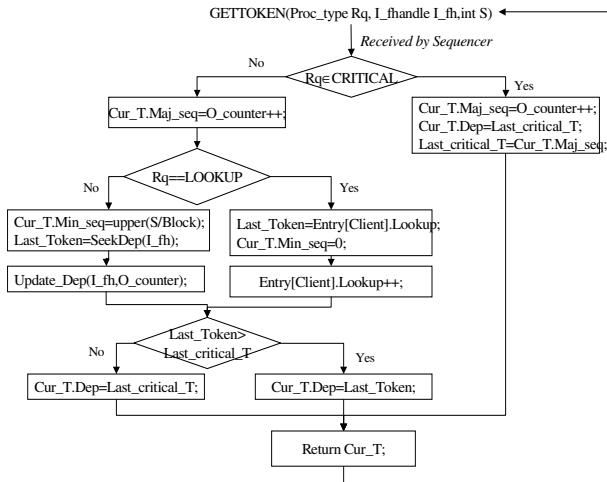 GETTOKEN(Proc_type Rq, I_fhandle I_fh,int S)
Received by Sequencer
No
Rq∈CRITICAL
Yes
Cur_T.Maj_seq=O_counter++;
Cur_T.Maj_seq=O_counter++;
Cur_T.Dep=Last_critical_T;
Last_critical_T=Cur_T.Maj_seq;
Rq==LOOKUP
No
Yes
Cur_T.Min_seq=upper(S/Block);
Last_Token=SeekDep(I_fh);
Last_Token=Entry[Client].Lookup;
Cur_T.Min_seq=0;
Update_Dep(I_fh,O_counter);
Entry[Client].Lookup++;
Last_Token>
Last_critical_T
No
Yes
Cur_T.Dep=Last_critical_T;
Cur_T.Dep=Last_Token;
Return Cur_T;